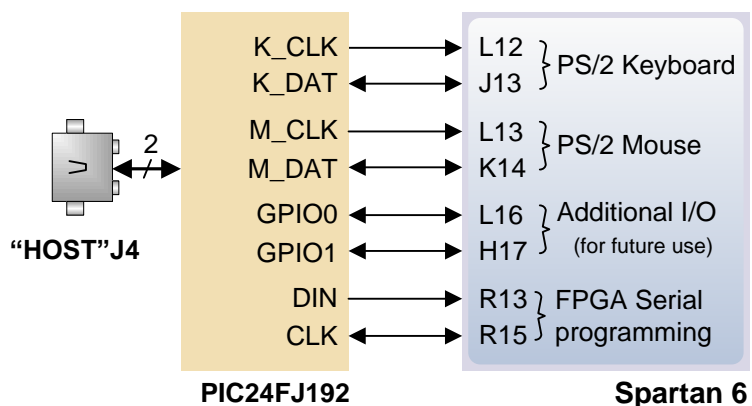 K_CLK L12
PS/2 Keyboard
K_DAT J13
M_CLK L13
2
PS/2 Mouse
M_DAT K14
GPIO0 L16 Additional I/O
“HOST”J4
GPIO1 H17 (for future use)
DIN R13 FPGA Serial
CLK R15 programming
PIC24FJ192 Spartan 6